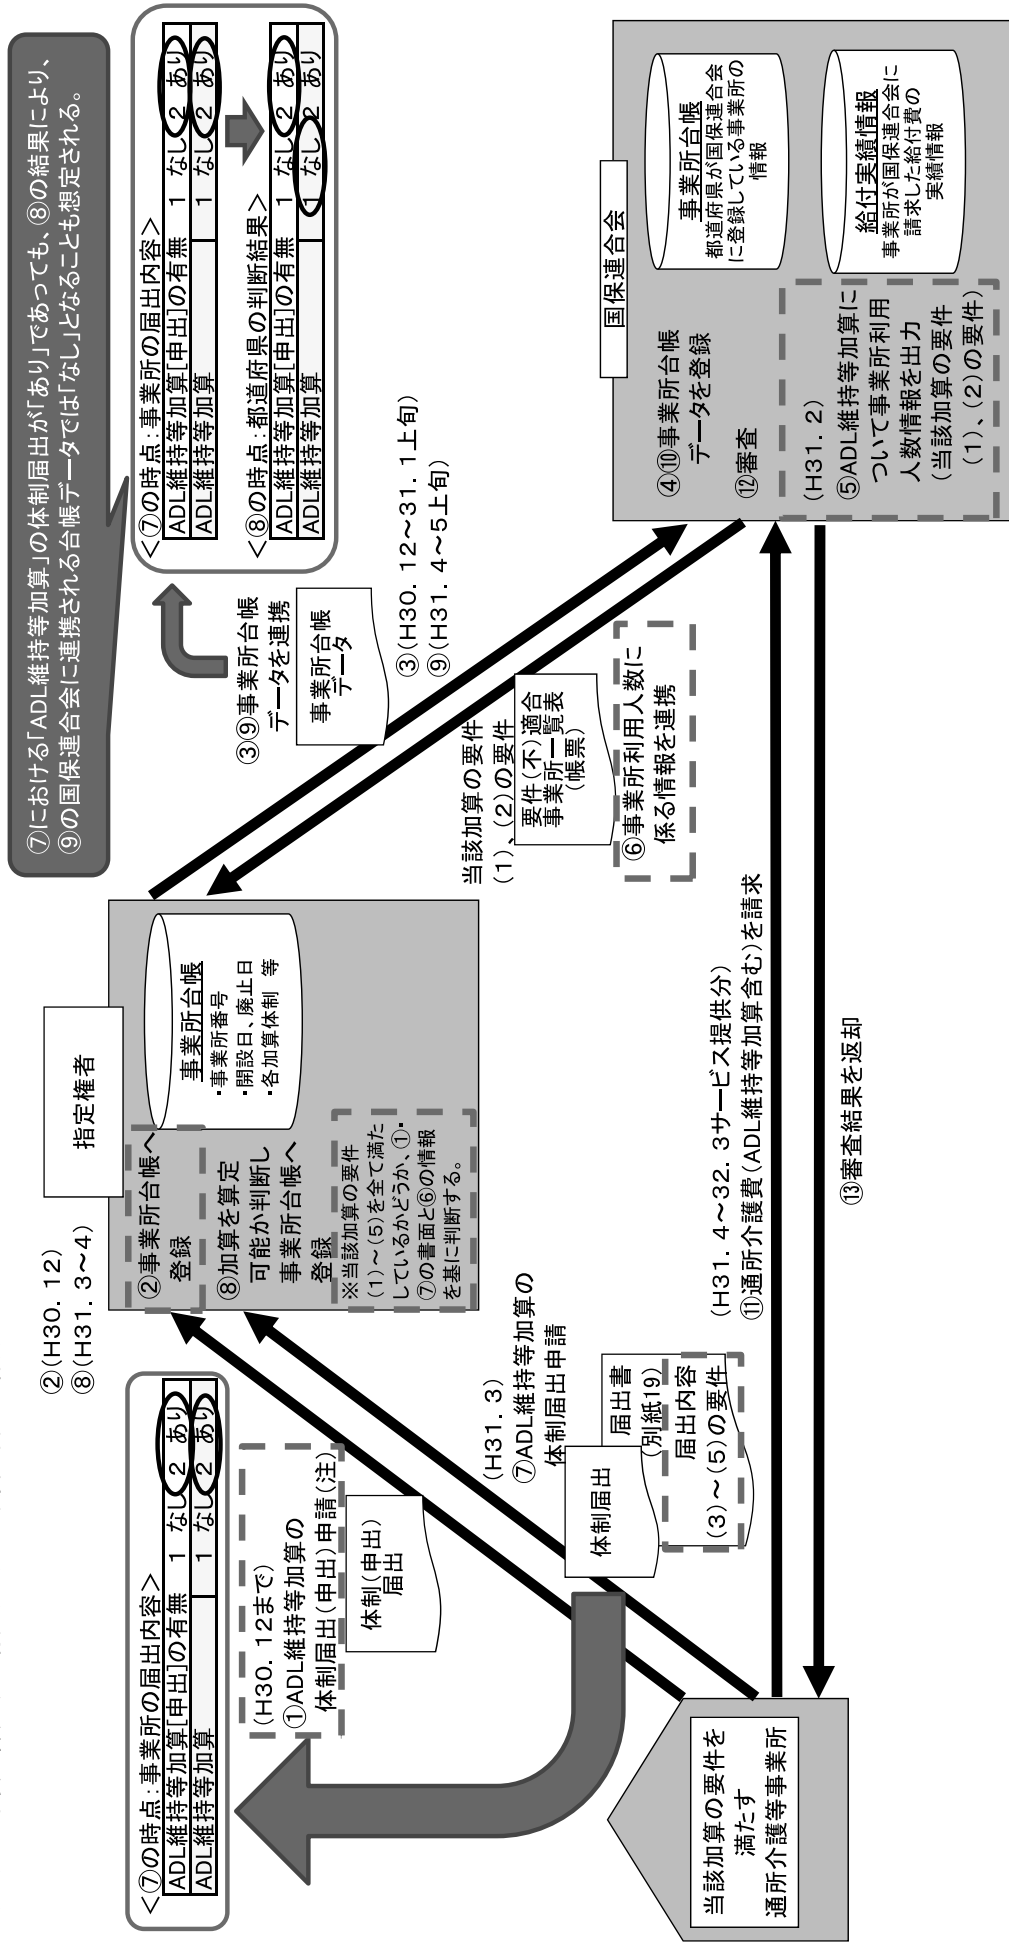 ⑦における「ADL維持等加算」の体制届出が「あり」であっても、⑧の結果により、
⑨の国保連合会に連携される台帳データでは「なし」となることも想定される。
<⑦の時点:事業所の届出内容>
ADL維持等加算[申出]の有無 1 なし 2 あり
ADL維持等加算 1 なし 2 あり
②(H30.12)
⑧(H31.3~4)
指定権者
②事業所台帳へ
登録
⑧加算を算定
可能か判断し
事業所台帳へ
登録
※当該加算の要件
(1)~(5)を全て満た
しているかどうか、①・
⑦の書面と⑥の情報
を基に判断する。
事業所台帳
・事業所番号
・開設日、廃止日
・各加算体制 等
<⑦の時点:事業所の届出内容>
ADL維持等加算[申出]の有無 1 なし 2 あり
ADL維持等加算 1 なし 2 あり
<⑧の時点:都道府県の判断結果>
ADL維持等加算[申出]の有無 1 なし 2 あり
ADL維持等加算 1 なし 2 あり
③⑨事業所台帳
データを連携
事業所台帳
データ
③(H30.12~31.1上旬)
⑨(H31.4~5上旬)
(H30.12まで)
①ADL維持等加算の
体制届出(申出)申請(注)
体制(申出)
届出
(H31.3)
⑦ADL維持等加算の
体制届出申請
体制届出
届出書
(別紙19)
届出内容
(3)~(5)の要件
当該加算の要件
(1)、(2)の要件
要件(不)適合
事業所一覧表
(帳票)
⑥事業所利用人数に
係る情報を連携
国保連合会
④⑩事業所台帳
データを登録
⑫審査
(H31.2)
⑤ADL維持等加算に
ついて事業所利用
人数情報を出力
(当該加算の要件
(1)、(2)の要件)
事業所台帳
都道府県が国保連合会
に登録している事業所の
情報
給付実績情報
事業所が国保連合会に
請求した給付費の
実績情報
当該加算の要件を
満たす
通所介護等事業所
(H31.4~32.3サービス提供分)
⑪通所介護費(ADL維持等加算含む)を請求
⑬審査結果を返却